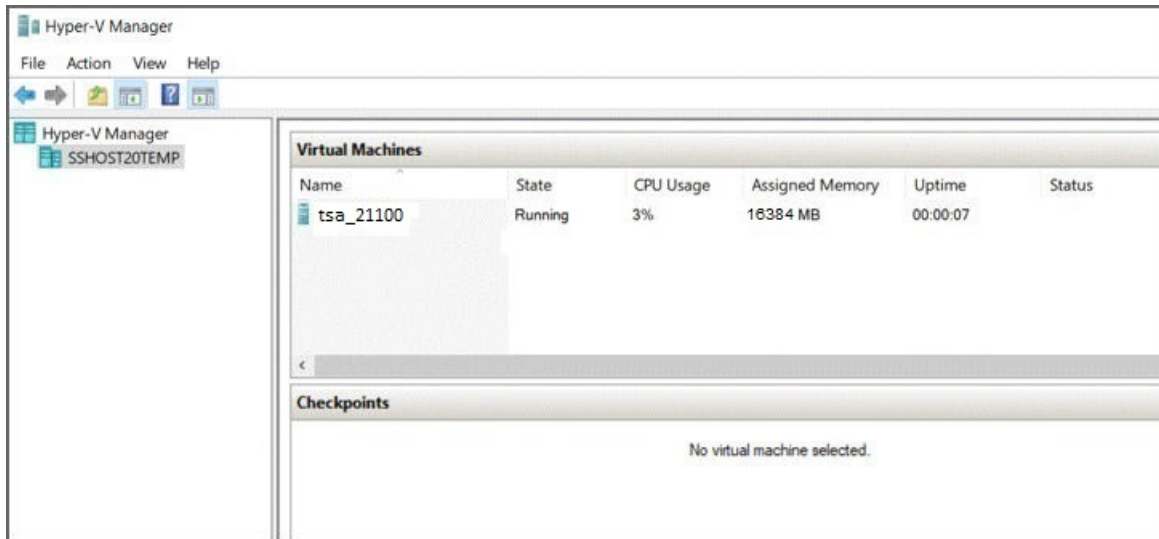 Hyper-V Manager
File Action View Help
Hyper-V Manager
SSHOST20TEMP
Virtual Machines
Name State CPU Usage Assigned Memory Uptime Status
tsa_21100 Running 3% 16384 MB 00:00:07
Checkpoints
No virtual machine selected.